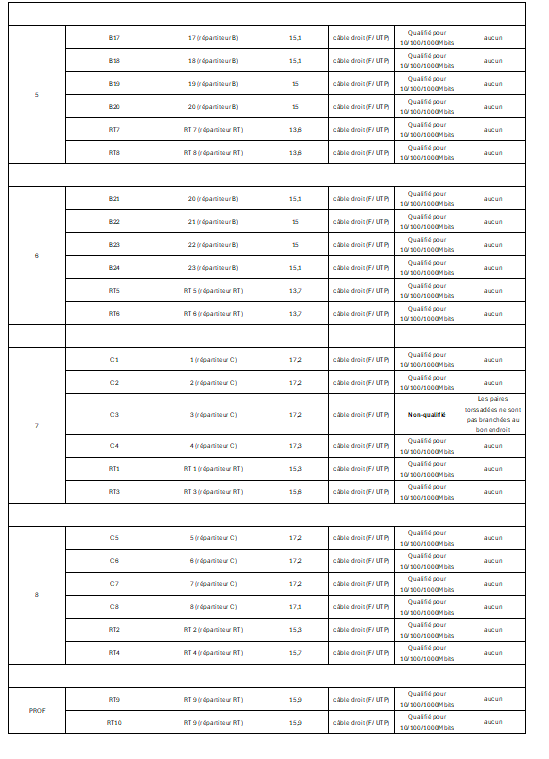 5
B17 17 (répartiteur B) 15,1 câble droit (F/ UTP) Qualifié pour 10/100/1000Mbits aucun
B18 18 (répartiteur B) 15,1 câble droit (F/ UTP) Qualifié pour 10/100/1000Mbits aucun
B19 19 (répartiteur B) 15 câble droit (F/ UTP) Qualifié pour 10/100/1000Mbits aucun
B20 20 (répartiteur B) 15 câble droit (F/ UTP) Qualifié pour 10/100/1000Mbits aucun
RT7 RT 7 (répartiteur RT) 13,6 câble droit (F/ UTP) Qualifié pour 10/100/1000Mbits aucun
RT8 RT 8 (répartiteur RT) 13,6 câble droit (F/ UTP) Qualifié pour 10/100/1000Mbits aucun
6
B21 20 (répartiteur B) 15,1 câble droit (F/ UTP) Qualifié pour 10/100/1000Mbits aucun
B22 21 (répartiteur B) 15 câble droit (F/ UTP) Qualifié pour 10/100/1000Mbits aucun
B23 22 (répartiteur B) 15 câble droit (F/ UTP) Qualifié pour 10/100/1000Mbits aucun
B24 23 (répartiteur B) 15,1 câble droit (F/ UTP) Qualifié pour 10/100/1000Mbits aucun
RT5 RT 5 (répartiteur RT) 13,7 câble droit (F/ UTP) Qualifié pour 10/100/1000Mbits aucun
RT6 RT 6 (répartiteur RT) 13,7 câble droit (F/ UTP) Qualifié pour 10/100/1000Mbits aucun
7
C1 1 (répartiteur C) 17,2 câble droit (F/ UTP) Qualifié pour 10/100/1000Mbits aucun
C2 2 (répartiteur C) 17,2 câble droit (F/ UTP) Qualifié pour 10/100/1000Mbits aucun
C3 3 (répartiteur C) 17,2 câble droit (F/ UTP) Non-qualifié Les paires torssadées ne sont pas branchées au bon endroit
C4 4 (répartiteur C) 17,3 câble droit (F/ UTP) Qualifié pour 10/100/1000Mbits aucun
RT1 RT 1 (répartiteur RT) 15,3 câble droit (F/ UTP) Qualifié pour 10/100/1000Mbits aucun
RT3 RT 3 (répartiteur RT) 15,6 câble droit (F/ UTP) Qualifié pour 10/100/1000Mbits aucun
8
C5 5 (répartiteur C) 17,2 câble droit (F/ UTP) Qualifié pour 10/100/1000Mbits aucun
C6 6 (répartiteur C) 17,2 câble droit (F/ UTP) Qualifié pour 10/100/1000Mbits aucun
C7 7 (répartiteur C) 17,2 câble droit (F/ UTP) Qualifié pour 10/100/1000Mbits aucun
C8 8 (répartiteur C) 17,1 câble droit (F/ UTP) Qualifié pour 10/100/1000Mbits aucun
RT2 RT 2 (répartiteur RT) 15,3 câble droit (F/ UTP) Qualifié pour 10/100/1000Mbits aucun
RT4 RT 4 (répartiteur RT) 15,7 câble droit (F/ UTP) Qualifié pour 10/100/1000Mbits aucun
PROF
RT9 RT 9 (répartiteur RT) 15,9 câble droit (F/ UTP) Qualifié pour 10/100/1000Mbits aucun
RT10 RT 9 (répartiteur RT) 15,9 câble droit (F/ UTP) Qualifié pour 10/100/1000Mbits aucun